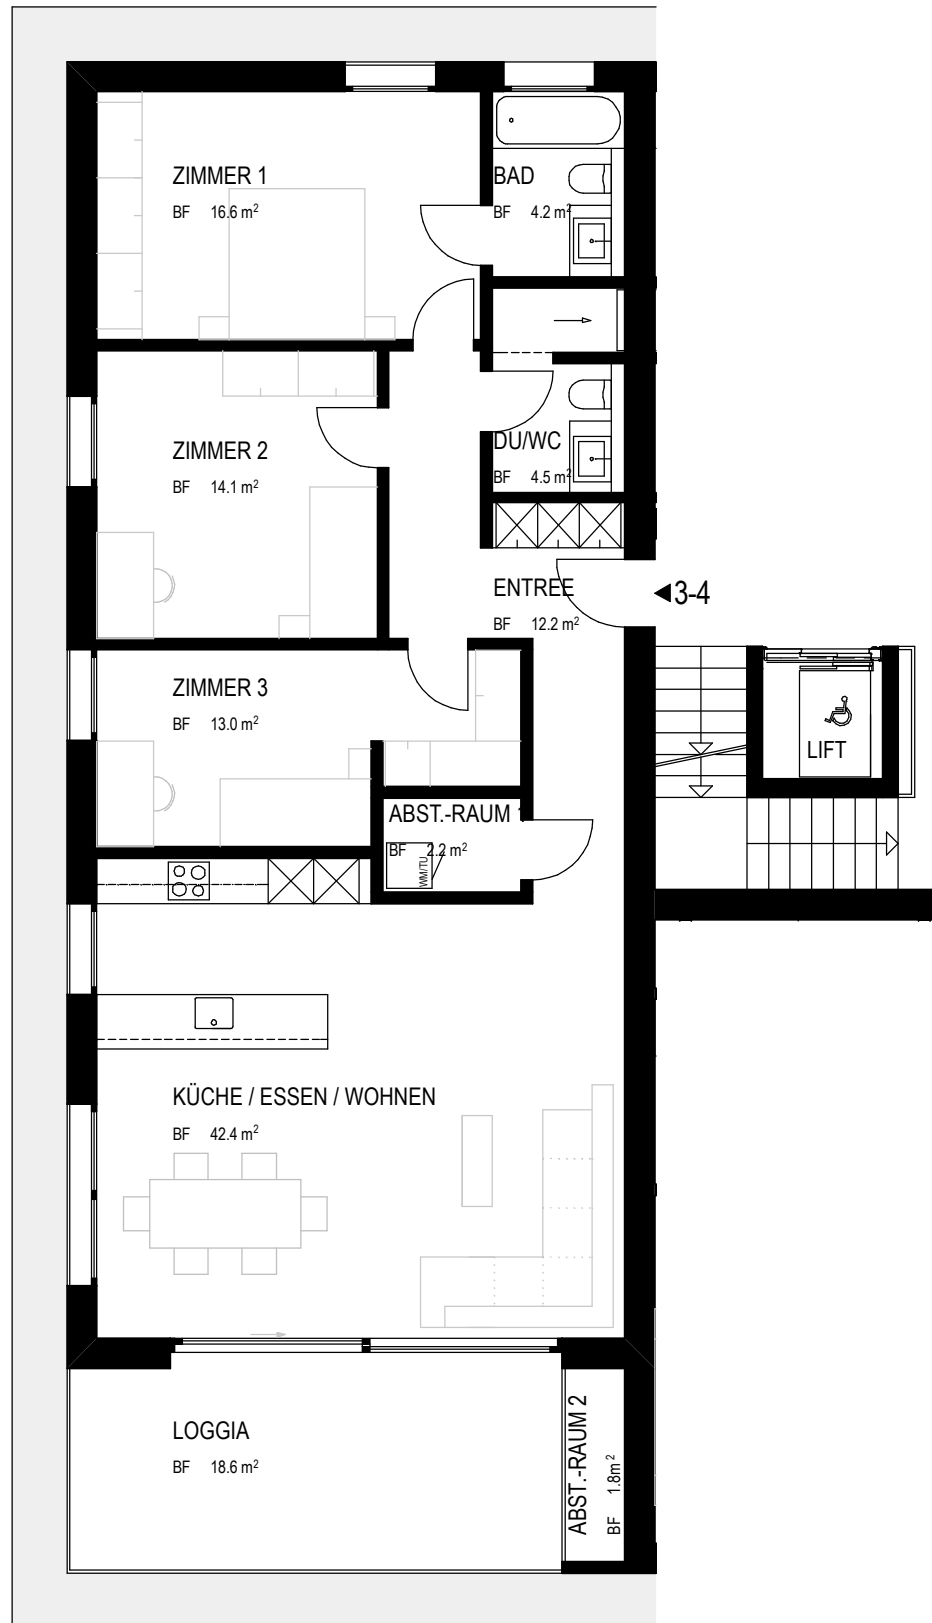 ZIMMER 1
BF 16.6 m²
BAD
BF 4.2 m²
ZIMMER 2
BF 14.1 m²
DU/WC
BF 4.5 m²
ENTREE
BF 12.2 m²
3-4
ZIMMER 3
BF 13.0 m²
LIFT
ABST.-RAUM 1
BF 2.2 m²
WM/TU
KÜCHE / ESSEN / WOHNEN
BF 42.4 m²
LOGGIA
BF 18.6 m²
ABST.-RAUM 2
BF 1.8m²